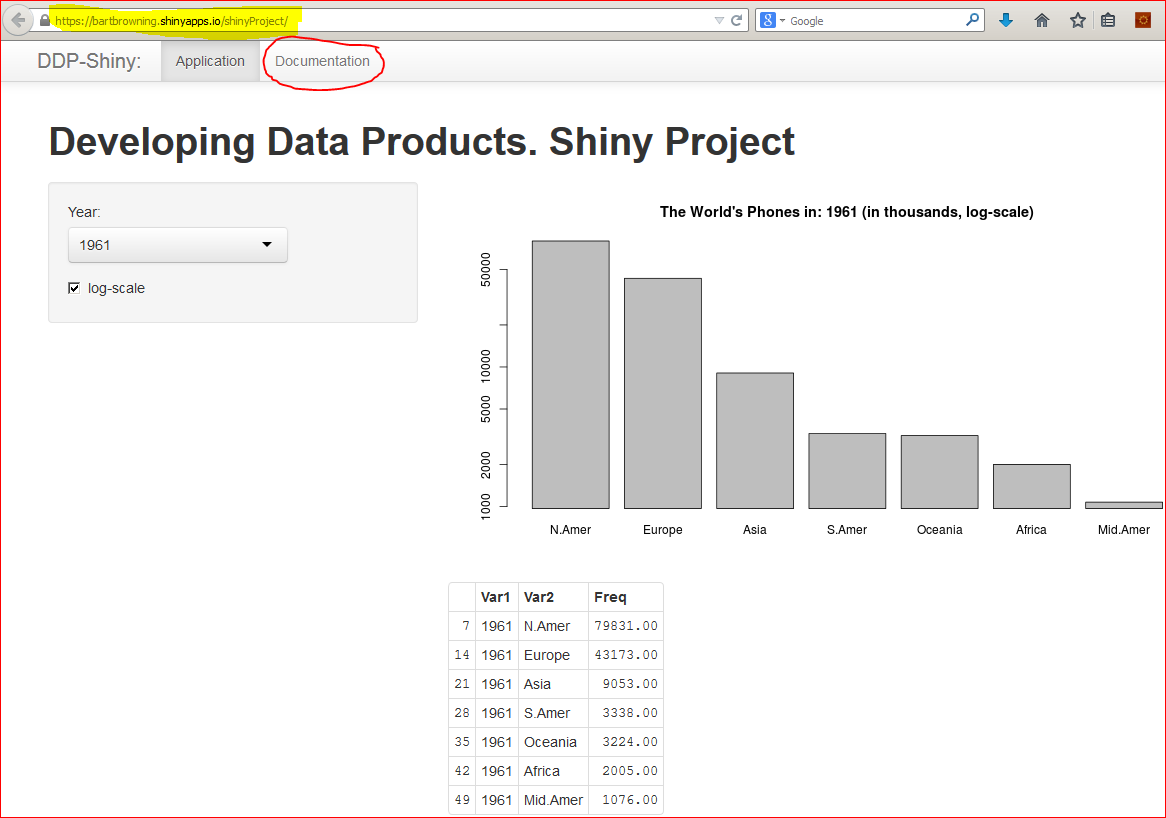 https://bartbrowning.shinyapps.io/shinyProject/
8 Google
DDP-Shiny: Application Documentation
Developing Data Products. Shiny Project
Year:
1961
log-scale
The World's Phones in: 1961 (in thousands, log-scale)
50000
10000
5000
2000
1000
N.Amer Europe Asia S.Amer Oceania Africa Mid.Amer
Var1 Var2 Freq
7 1961 N.Amer 79831.00
14 1961 Europe 43173.00
21 1961 Asia 9053.00
28 1961 S.Amer 3338.00
35 1961 Oceania 3224.00
42 1961 Africa 2005.00
49 1961 Mid.Amer 1076.00